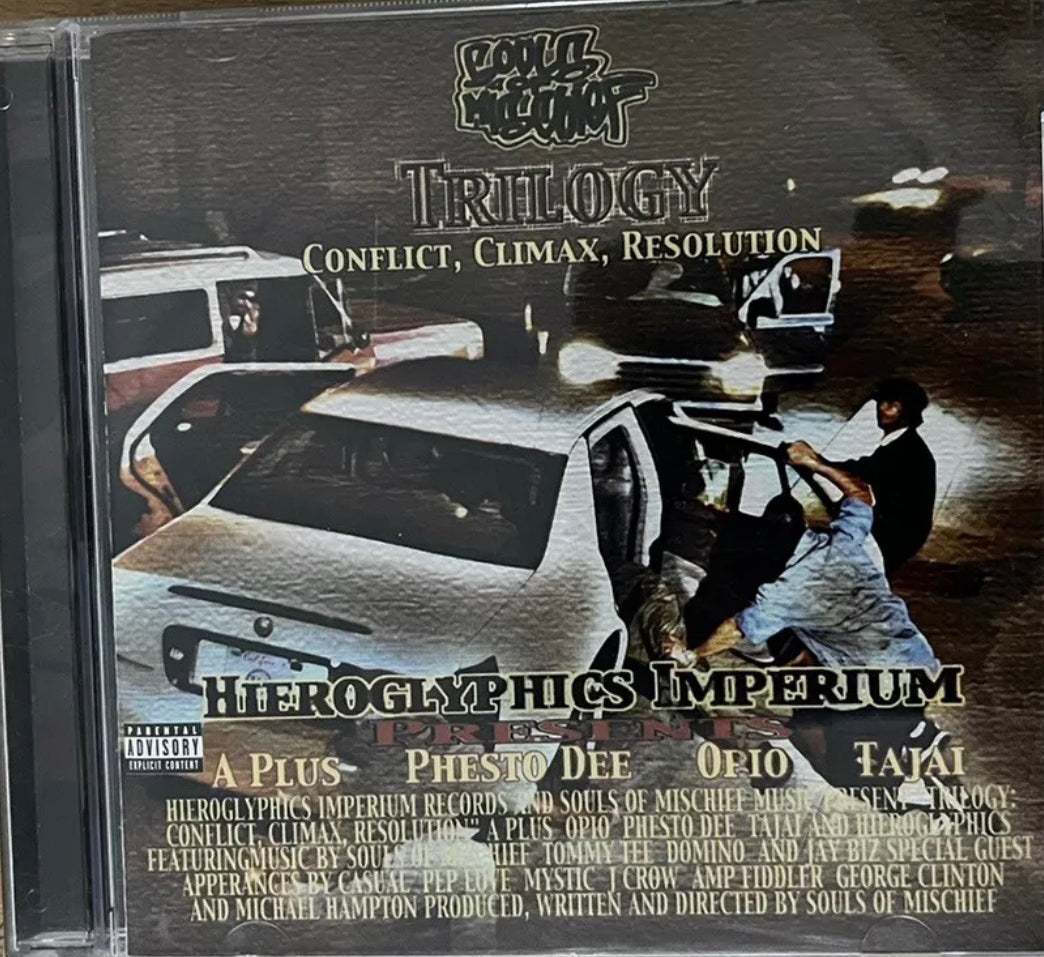 SOULS
OF
MISCHIEF
TRILOGY
CONFLICT, CLIMAX, RESOLUTION
HIEROGLYPHICS IMPERIUM
PRESENTS
PARENTAL
ADVISORY
EXPLICIT CONTENT
A PLUS PHESTO DEE OPIO TAJAI
HIEROGLYPHICS IMPERIUM RECORDS AND SOULS OF MISCHIEF MUSIC PRESENT "TRILOGY:
CONFLICT, CLIMAX, RESOLUTION" A PLUS OPIO PHESTO DEE TAJAI AND HIEROGLYPHICS
FEATURINGMUSIC BY SOULS OF MISCHIEF TOMMY TEE DOMINO AND JAY BIZ SPECIAL GUEST
APPERANCES BY CASUAL PEP LOVE MYSTIC J CROW AMP FIDDLER GEORGE CLINTON
AND MICHAEL HAMPTON PRODUCED, WRITTEN AND DIRECTED BY SOULS OF MISCHIEF